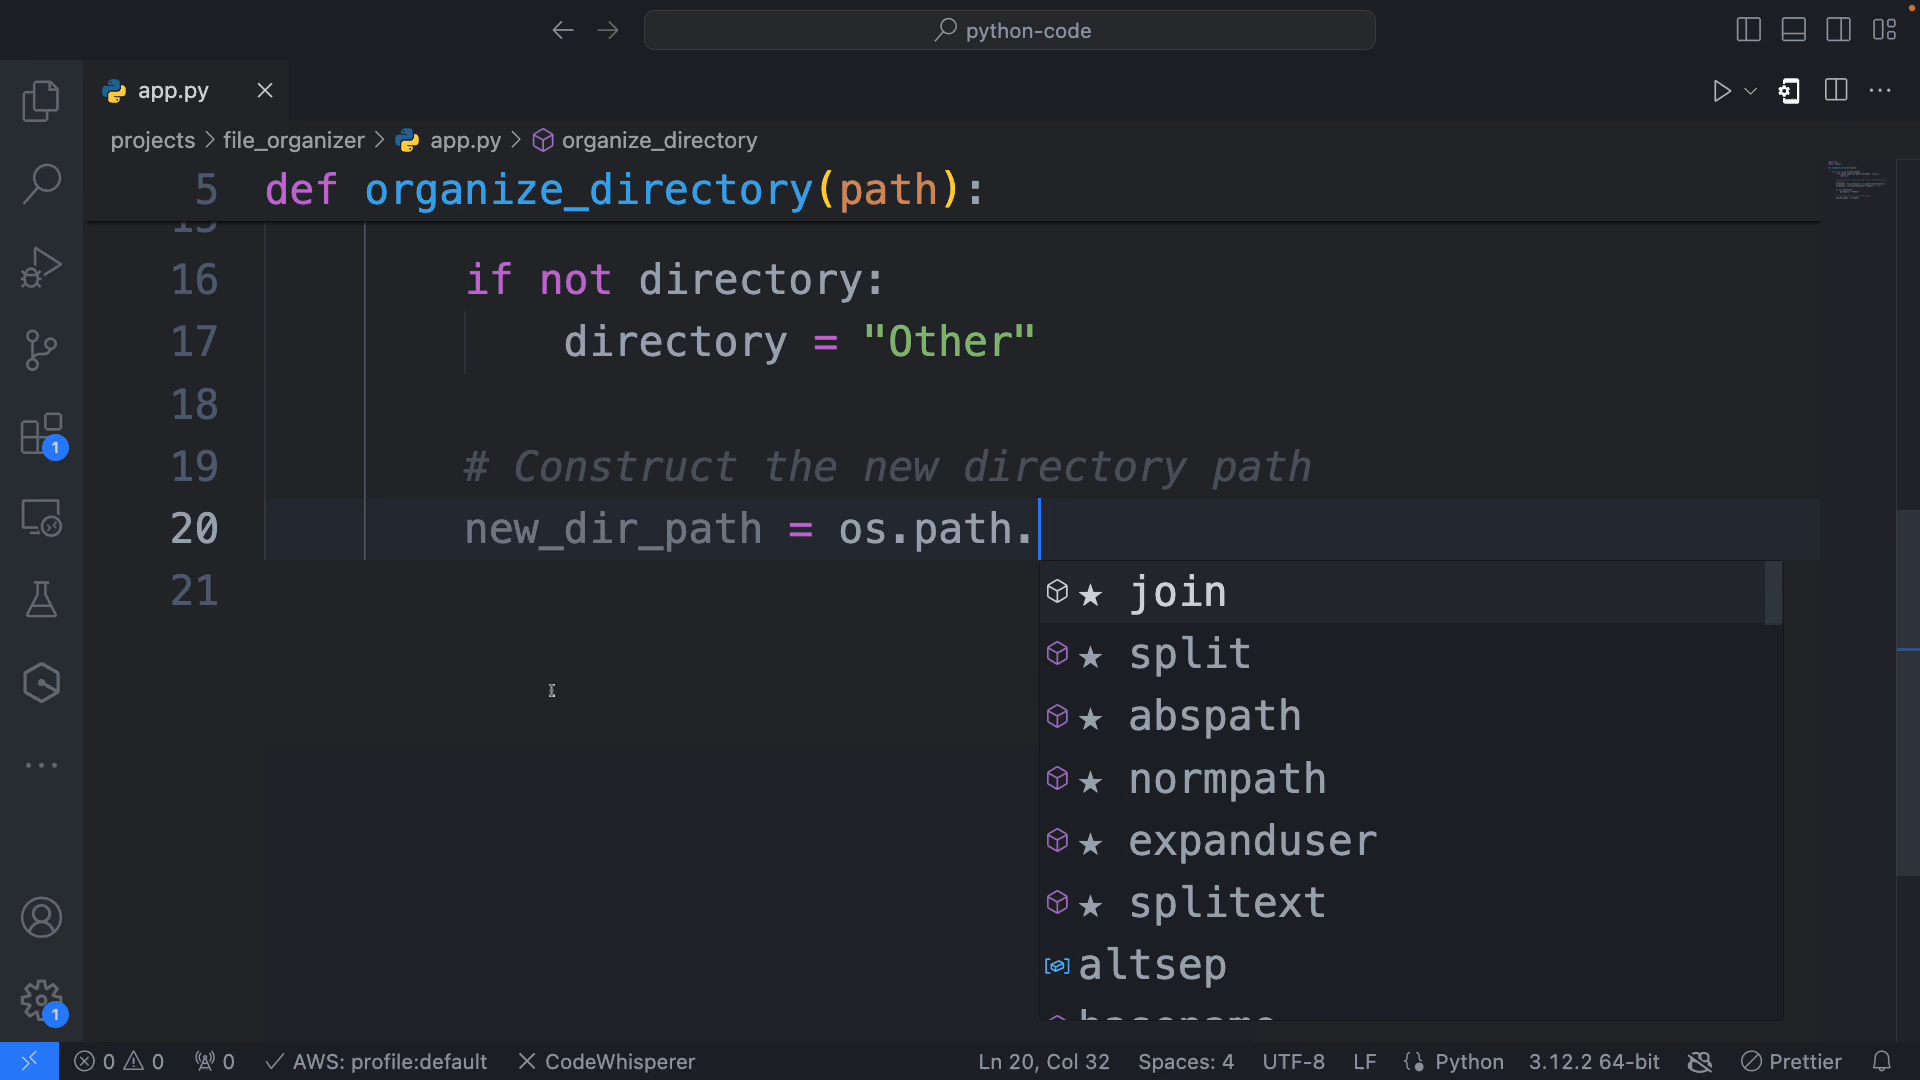 python-code
app.py
projects > file_organizer > app.py > organize_directory
5 def organize_directory(path):
16 if not directory:
17 directory = "Other"
18
19 # Construct the new directory path
20 new_dir_path = os.path.
21
★ join
★ split
★ abspath
★ normpath
★ expanduser
★ splitext
altsep
basename
1
1
0 0 0 AWS: profile:default CodeWhisperer Ln 20, Col 32 Spaces: 4 UTF-8 LF Python 3.12.2 64-bit Prettier